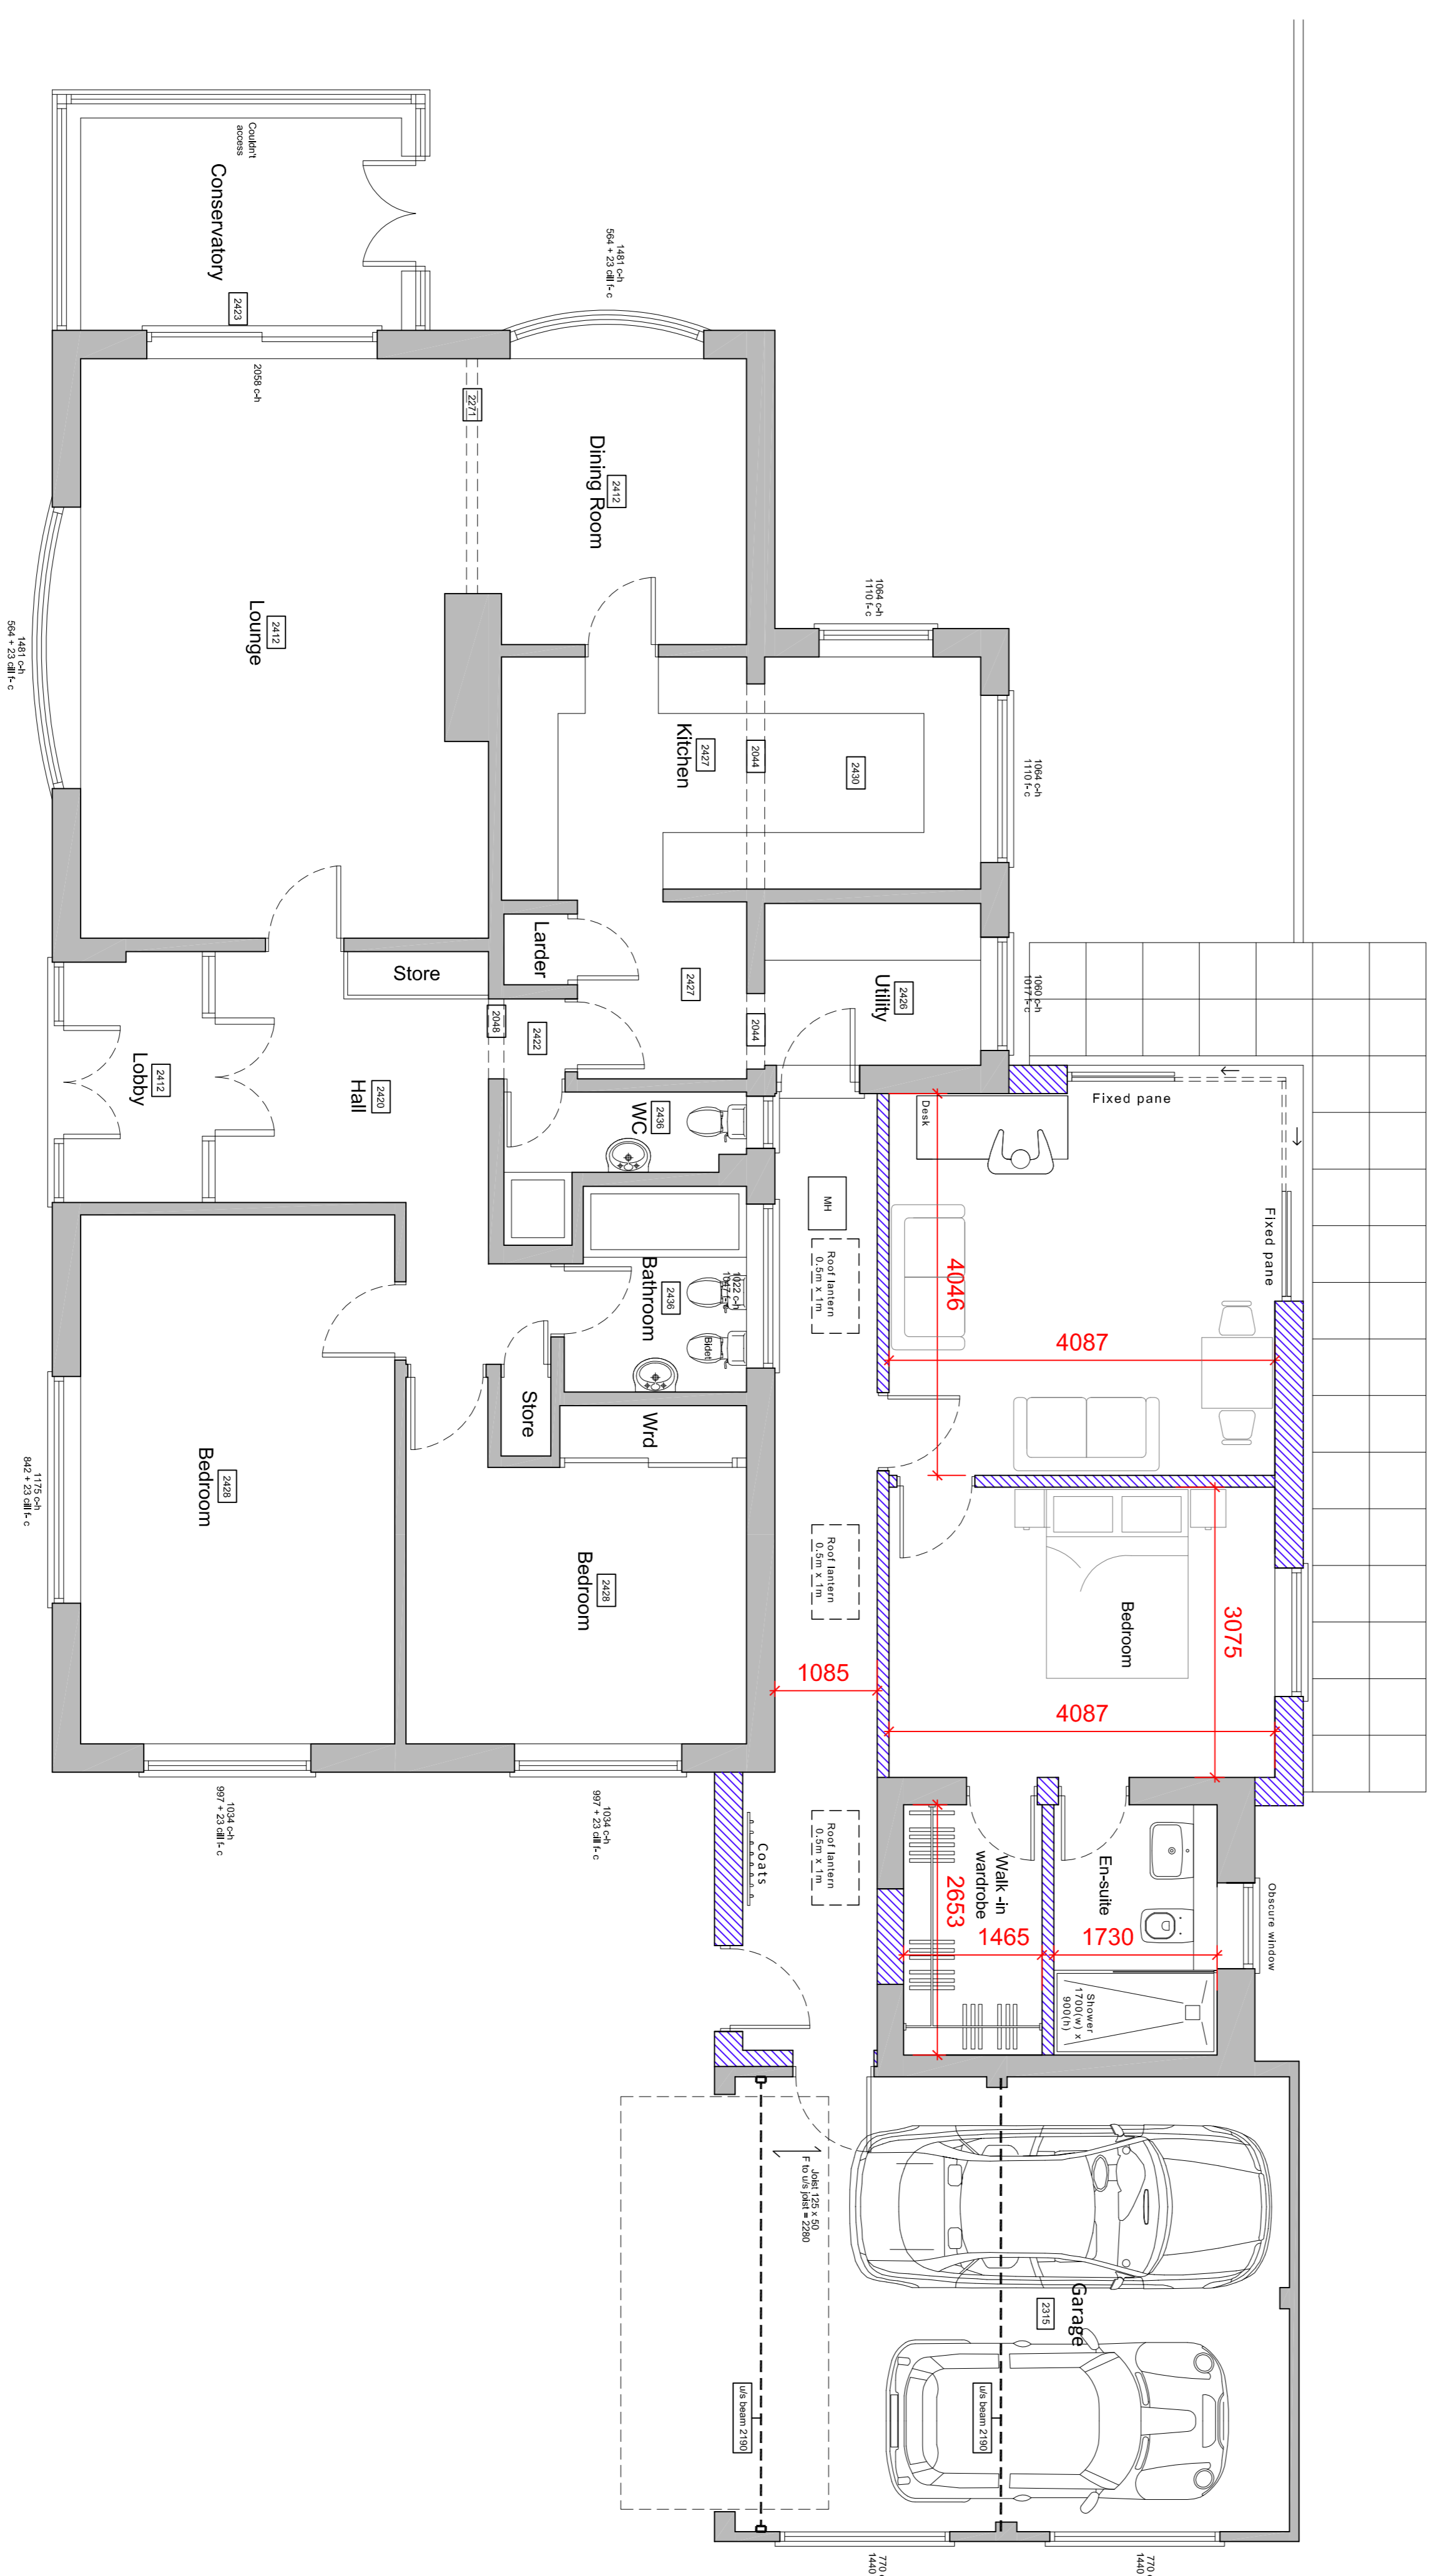 Couldn't
access
Conservatory
2423
2058 c-h
1481 c-h
564 + 23 cill f- c
2271
2412
Dining Room
2412
Lounge
1481 c-h
564 + 23 cill f- c
1064 c-h
1110 f- c
1064 c-h
1110 f- c
2427
Kitchen
2044
2430
Larder
Store
2427
2426
Utility
1060 c-h
1017 f- c
2044
2048
2422
2412
Lobby
2420
Hall
2436
WC
MH
Desk
Fixed pane
Fixed pane
Roof lantern
0.5m x 1m
4046
4087
2436
Bathroom
1022 c-h
1047 f- c
Bidet
Store
Wrd
2428
Bedroom
1175 c-h
842 + 23 cill f- c
2428
Bedroom
Roof lantern
0.5m x 1m
Bedroom
3075
4087
1085
1034 c-h
997 + 23 cill f- c
1034 c-h
997 + 23 cill f- c
Coats
Roof lantern
0.5m x 1m
Walk -in
wardrobe
2653
1465
En-suite
1730
Obscure window
Shower
1700(w) x
900(h)
Joist 125 x 50
F to u/s joist = 2280
Garage
2315
u/s beam 2190
u/s beam 2190
770
1440
770
1440